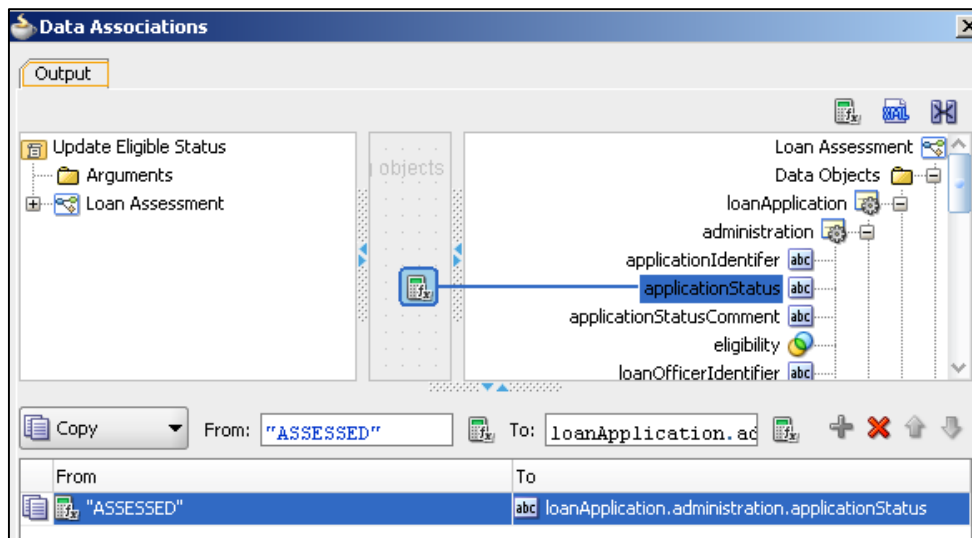 Data Associations
Output
Update Eligible Status
Arguments
Loan Assessment
objects
Loan Assessment
Data Objects
loanApplication
administration
applicationIdentifer
applicationStatus
applicationStatusComment
eligibility
loanOfficerIdentifier
Copy From: "ASSESSED" To: loanApplication.ad
From To
"ASSESSED" loanApplication.administration.applicationStatus